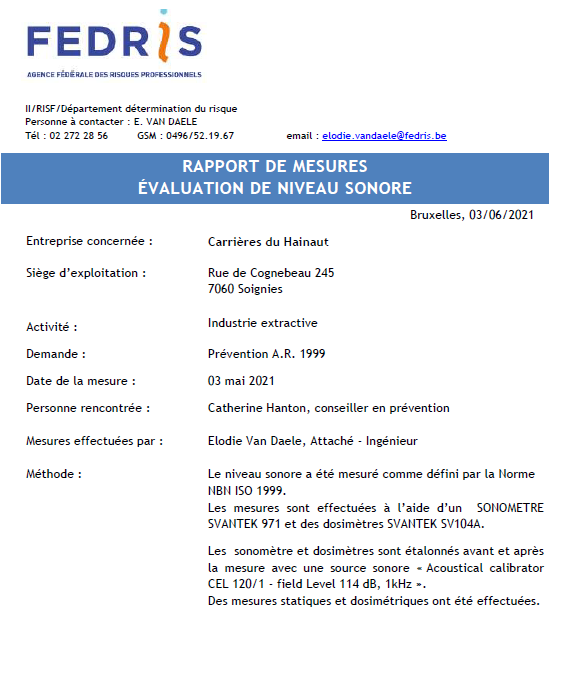 FEDRIS
AGENCE FÉDÉRALE DES RISQUES PROFESSIONNELS
II/RISF/Département détermination du risque
Personne à contacter : E. VAN DAELE
Tél : 02 272 28 56 GSM : 0496/52.19.67 email : elodie.vandaele@fedris.be
RAPPORT DE MESURES
ÉVALUATION DE NIVEAU SONORE
Bruxelles, 03/06/2021
Entreprise concernée : Carrières du Hainaut
Siège d'exploitation : Rue de Cognebeau 245
7060 Soignies
Activité : Industrie extractive
Demande : Prévention A.R. 1999
Date de la mesure : 03 mai 2021
Personne rencontrée : Catherine Hanton, conseiller en prévention
Mesures effectuées par : Elodie Van Daele, Attaché - Ingénieur
Méthode : Le niveau sonore a été mesuré comme défini par la Norme
NBN ISO 1999.
Les mesures sont effectuées à l'aide d'un SONOMETRE
SVANTEK 971 et des dosimètres SVANTEK SV104A.
Les sonomètre et dosimètres sont étalonnés avant et après
la mesure avec une source sonore « Acoustical calibrator
CEL 120/1 - field Level 114 dB, 1kHz ».
Des mesures statiques et dosimétriques ont été effectuées.